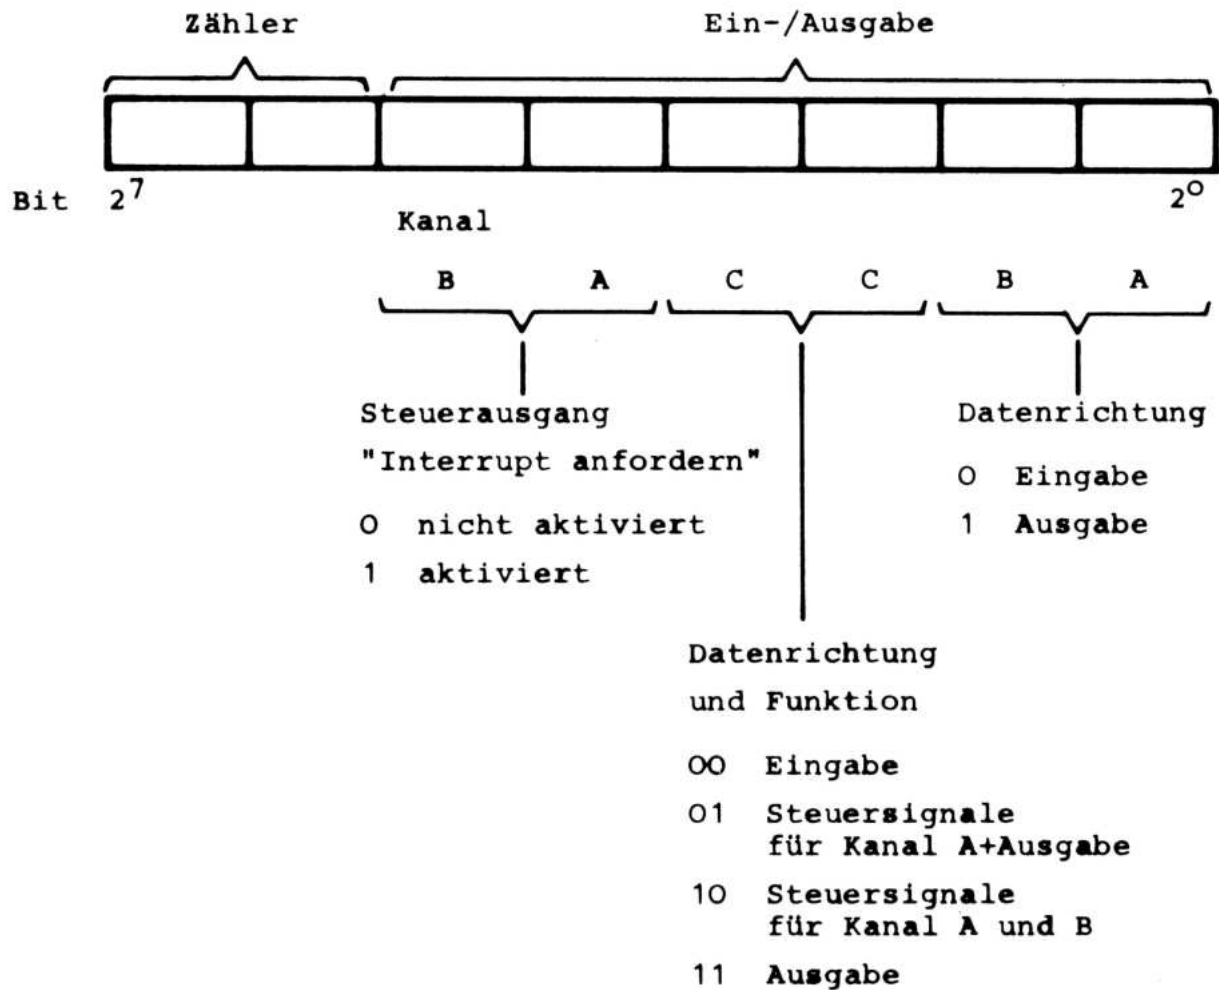 Zähler Ein-/Ausgabe
Bit 2⁷ 2⁰
Kanal
B A C C B A
Steuerausgang
"Interrupt anfordern"
0 nicht aktiviert
1 aktiviert
Datenrichtung
0 Eingabe
1 Ausgabe
Datenrichtung
und Funktion
00 Eingabe
01 Steuersignale
für Kanal A+Ausgabe
10 Steuersignale
für Kanal A und B
11 Ausgabe